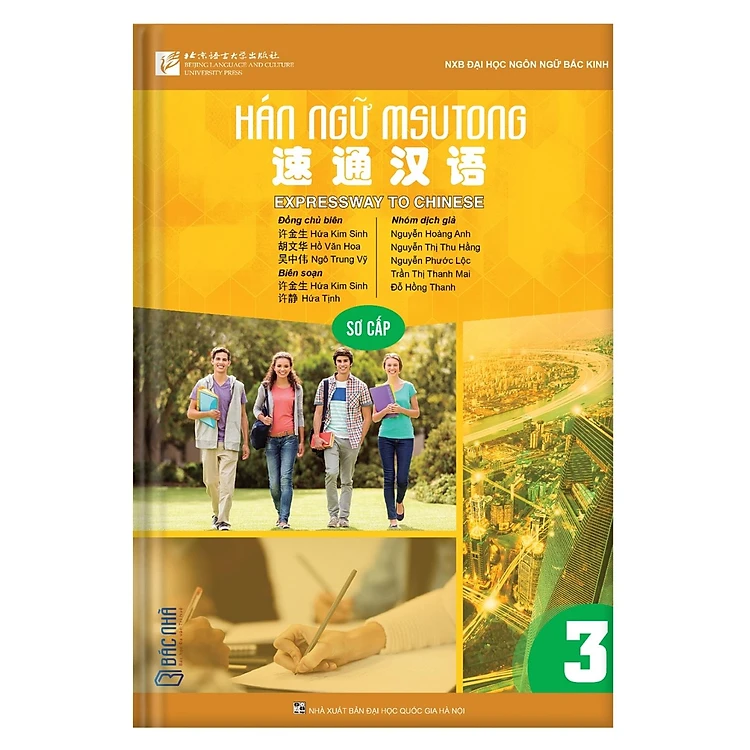 北京语言大学出版社
BEIJING LANGUAGE AND CULTURE
UNIVERSITY PRESS
NXB ĐẠI HỌC NGÔN NGỮ BẮC KINH
HÁN NGỮ MSUTONG
速通汉语
EXPRESSWAY TO CHINESE
Đồng chủ biên
许金生 Hứa Kim Sinh
胡文华 Hồ Văn Hoa
吴中伟 Ngô Trung Vỹ
Biên soạn
许金生 Hứa Kim Sinh
许静 Hứa Tịnh
Nhóm dịch giả
Nguyễn Hoàng Anh
Nguyễn Thị Thu Hằng
Nguyễn Phước Lộc
Trần Thị Thanh Mai
Đỗ Hồng Thanh
SƠ CẤP
BÁC NHÃ
3
NHÀ XUẤT BẢN ĐẠI HỌC QUỐC GIA HÀ NỘI